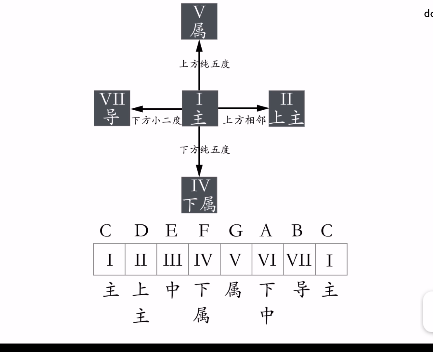 do
V
属
上方纯五度
VII
导
下方小二度
I
主
上方相邻
II
上主
下方纯五度
IV
下属
C D E F G A B C
I II III IV V VI VII I
主 上主 中 下属 属 下中 导 主